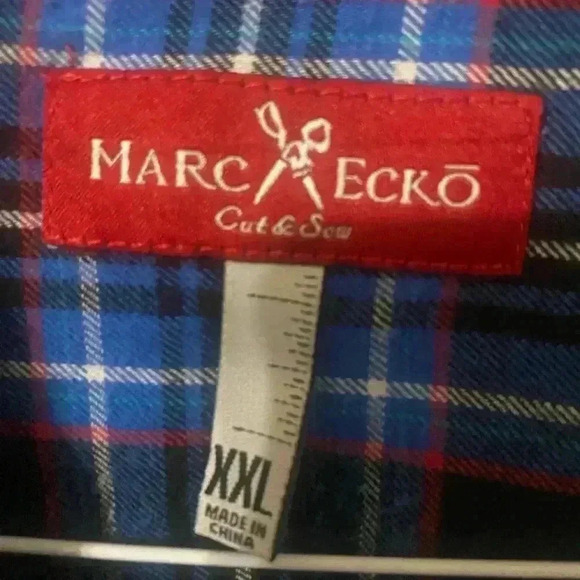 MARC ECKŌ
Cut & Sew
XXL
MADE IN
CHINA